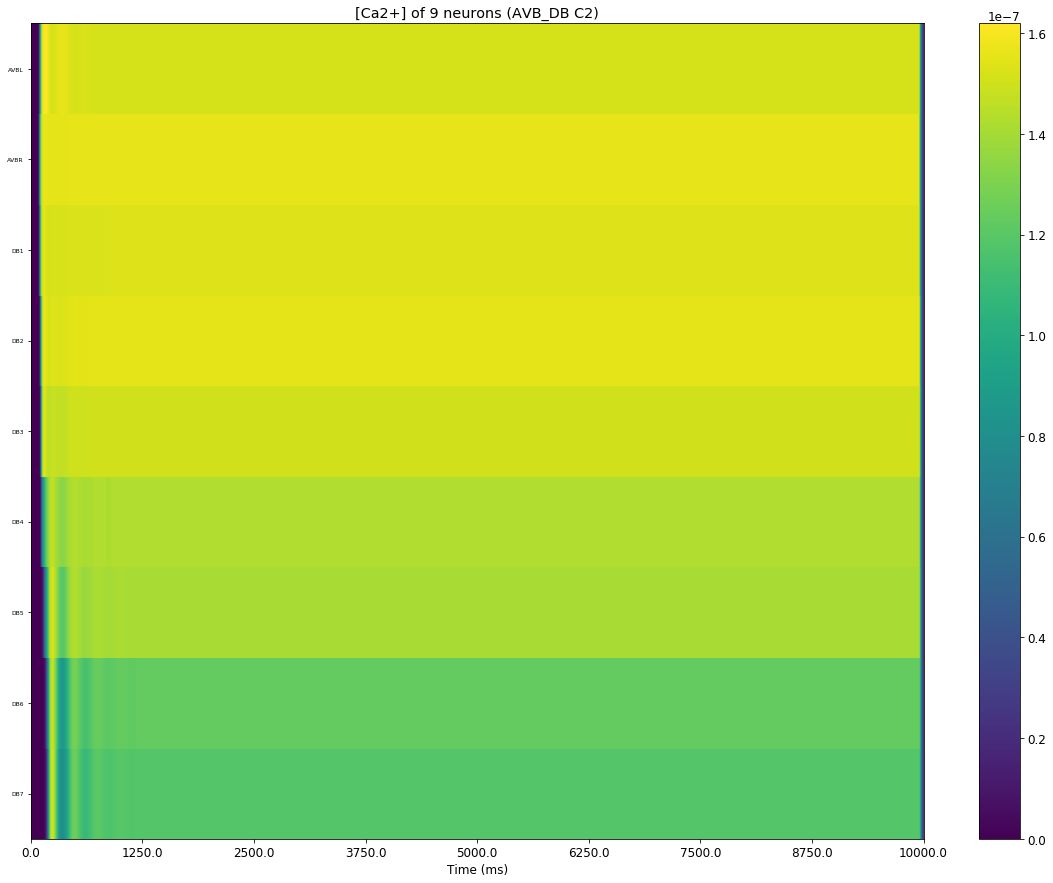 [Ca2+] of 9 neurons (AVB_DB C2)
1e−7
AVBL
AVBR
DB1
DB2
DB3
DB4
DB5
DB6
DB7
0.0 1250.0 2500.0 3750.0 5000.0 6250.0 7500.0 8750.0 10000.0
Time (ms)
1.6
1.4
1.2
1.0
0.8
0.6
0.4
0.2
0.0